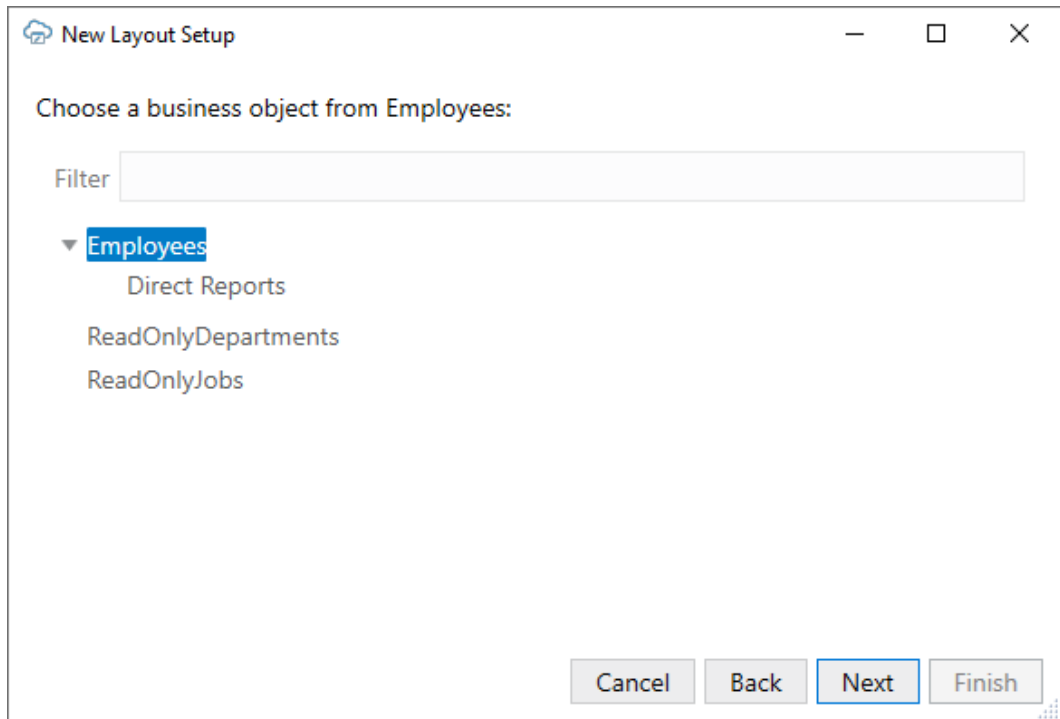 New Layout Setup
Choose a business object from Employees:
Filter
Employees
Direct Reports
ReadOnlyDepartments
ReadOnlyJobs
Cancel Back Next Finish